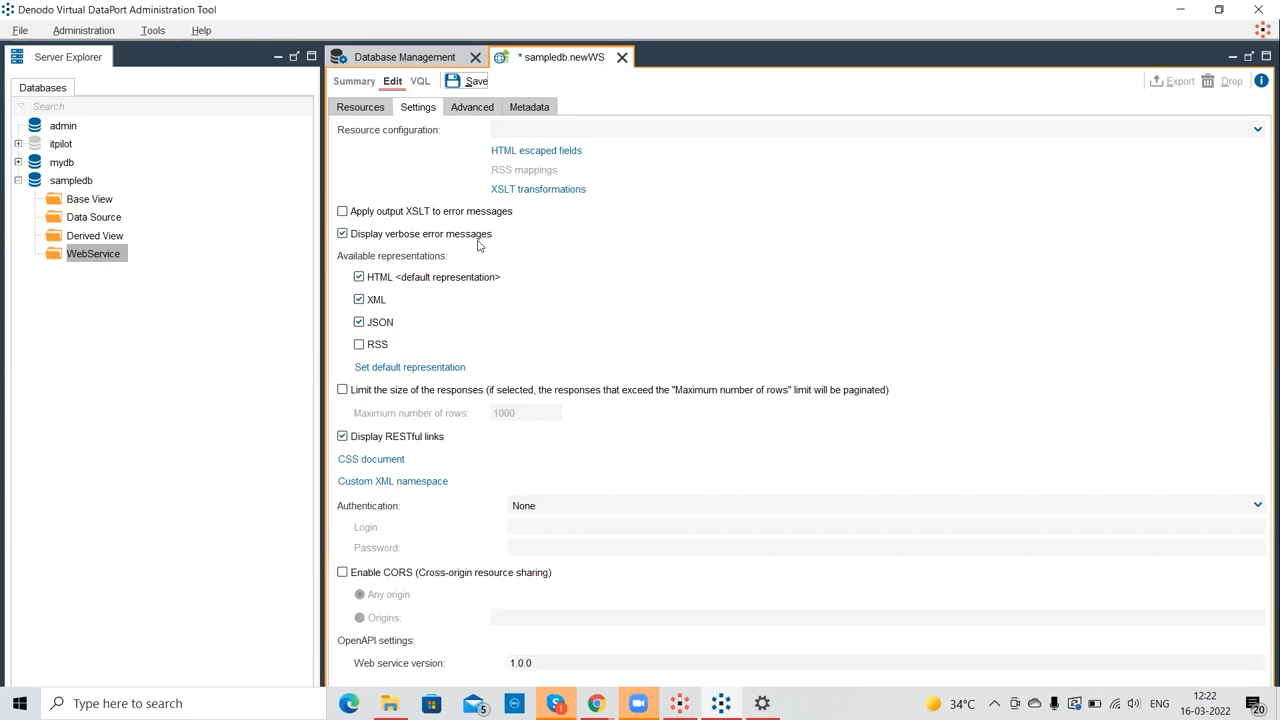 Denodo Virtual DataPort Administration Tool
File Administration Tools Help
Server Explorer
Database Management
* sampledb.newWS
Databases
Summary Edit VQL Save
Export Drop
Search
Resources Settings Advanced Metadata
admin
itpilot
mydb
sampledb
Base View
Data Source
Derived View
WebService
Resource configuration:
HTML escaped fields
RSS mappings
XSLT transformations
Apply output XSLT to error messages
Display verbose error messages
Available representations:
HTML <default representation>
XML
JSON
RSS
Set default representation
Limit the size of the responses (if selected, the responses that exceed the "Maximum number of rows" limit will be paginated)
Maximum number of rows: 1000
Display RESTful links
CSS document
Custom XML namespace
Authentication: None
Login:
Password:
Enable CORS (Cross-origin resource sharing)
Any origin
Origins:
OpenAPI settings:
Web service version: 1.0.0
Type here to search
5
1
34°C
ENG
12:22
16-03-2022
20